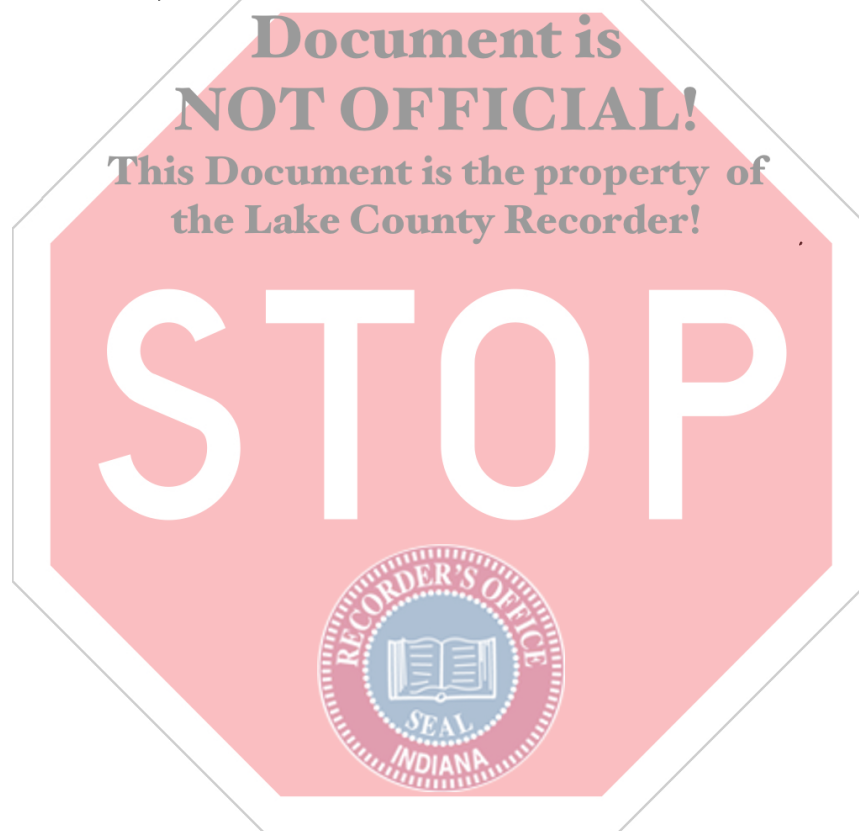 Document is
NOT OFFICIAL!
This Document is the property of
the Lake County Recorder!
STOP
RECORDER'S OFFICE
SEAL
INDIANA